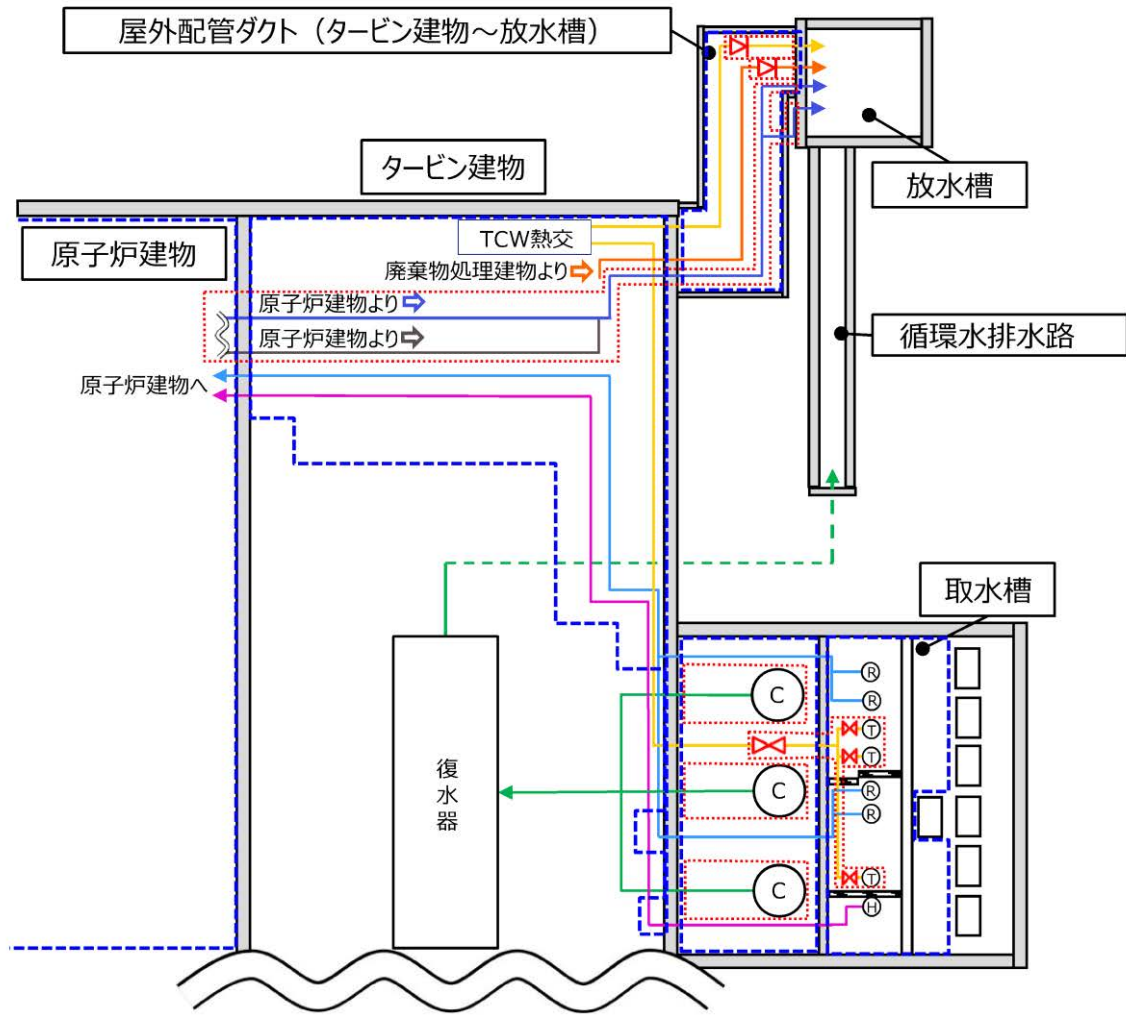 屋外配管ダクト(タービン建物~放水槽)
タービン建物
放水槽
原子炉建物
TCW熱交
廃棄物処理建物より
原子炉建物より
原子炉建物より
循環水排水路
原子炉建物へ
取水槽
R
C
R
T
T
復水器
C
R
R
T
C
H